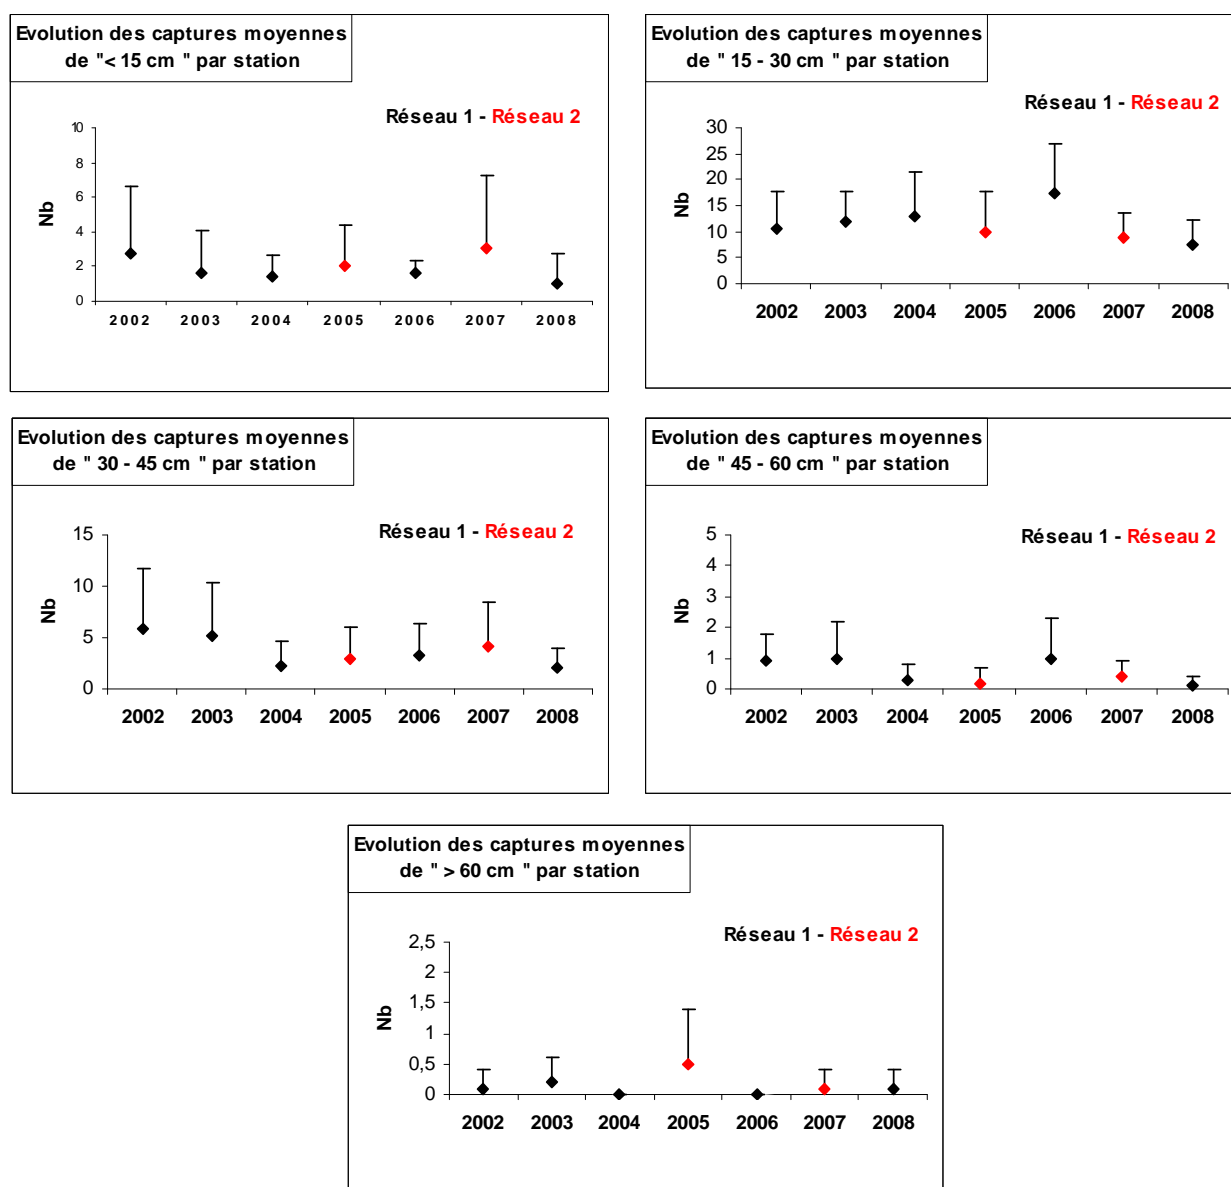 Evolution des captures moyennes
de "< 15 cm " par station
Réseau 1 - Réseau 2
Nb
10
8
6
4
2
0
2002 2003 2004 2005 2006 2007 2008
Evolution des captures moyennes
de " 15 - 30 cm " par station
Réseau 1 - Réseau 2
Nb
30
25
20
15
10
5
0
2002 2003 2004 2005 2006 2007 2008
Evolution des captures moyennes
de " 30 - 45 cm " par station
Réseau 1 - Réseau 2
Nb
15
10
5
0
2002 2003 2004 2005 2006 2007 2008
Evolution des captures moyennes
de " 45 - 60 cm " par station
Réseau 1 - Réseau 2
Nb
5
4
3
2
1
0
2002 2003 2004 2005 2006 2007 2008
Evolution des captures moyennes
de " > 60 cm " par station
Réseau 1 - Réseau 2
Nb
2,5
2
1,5
1
0,5
0
2002 2003 2004 2005 2006 2007 2008